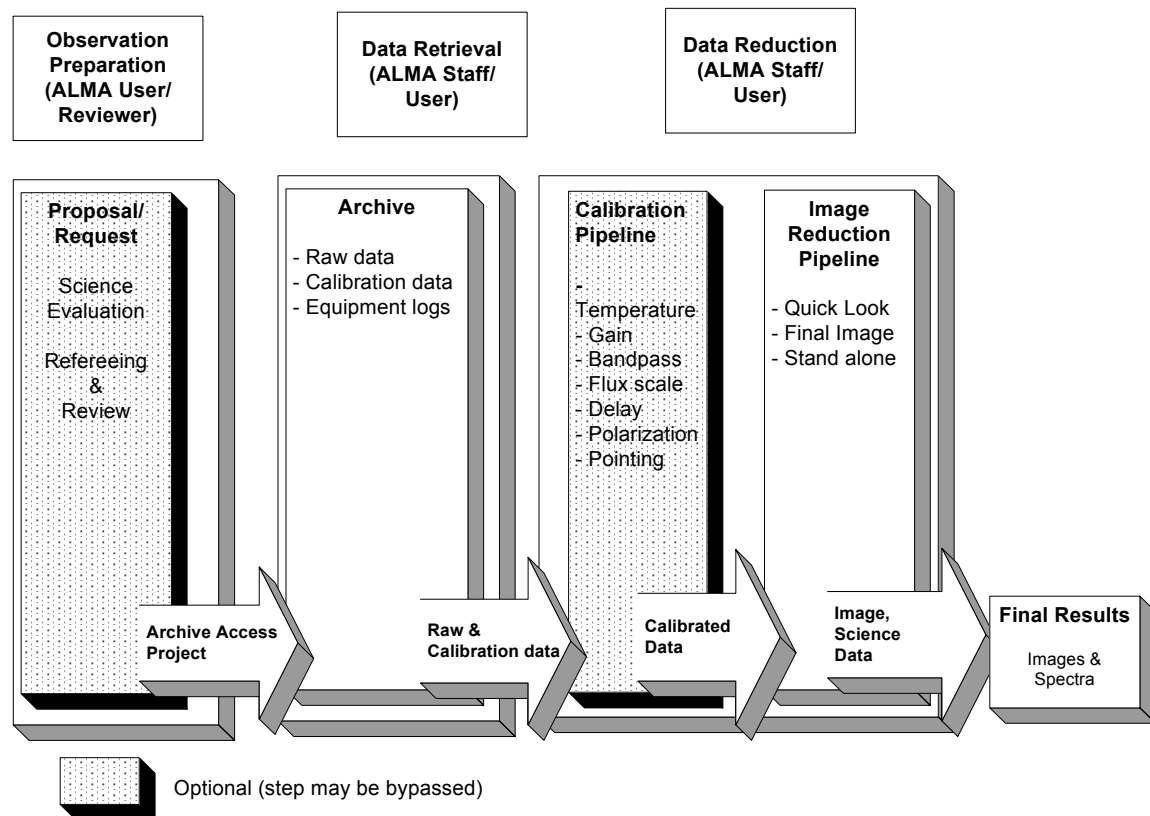 Observation
Preparation
(ALMA User/
Reviewer)
Data Retrieval
(ALMA Staff/
User)
Data Reduction
(ALMA Staff/
User)
Proposal/
Request
Science
Evaluation
Refereeing
&
Review
Archive
- Raw data
- Calibration data
- Equipment logs
Calibration
Pipeline
-
Temperature
- Gain
- Bandpass
- Flux scale
- Delay
- Polarization
- Pointing
Image
Reduction
Pipeline
- Quick Look
- Final Image
- Stand alone
Archive Access
Project
Raw &
Calibration data
Calibrated
Data
Image,
Science
Data
Final Results
Images &
Spectra
Optional (step may be bypassed)